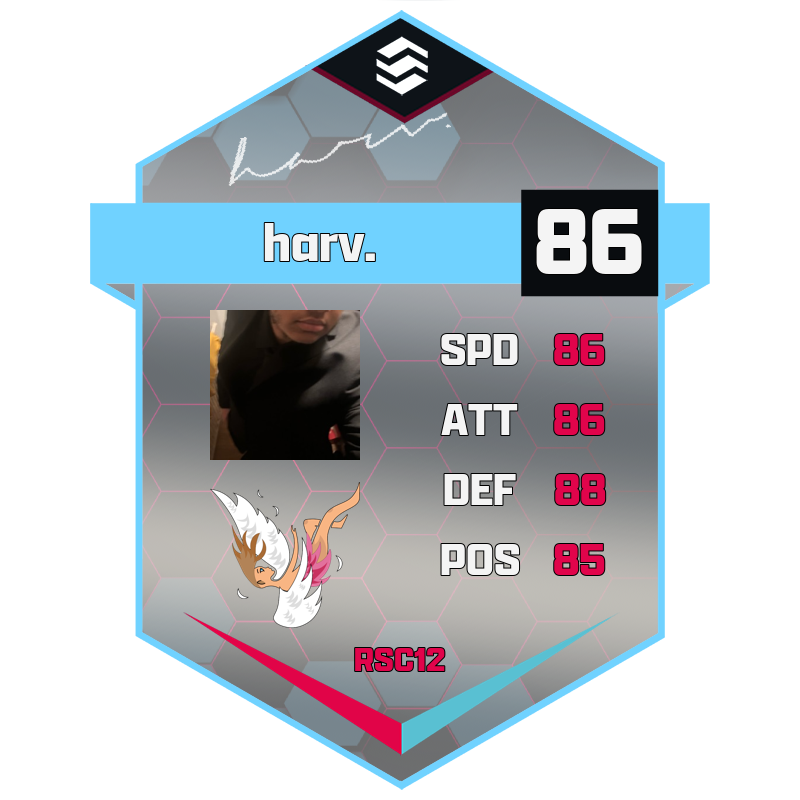 harv.
harv. 86
SPD 86
ATT 86
DEF 88
POS 85
RSC12